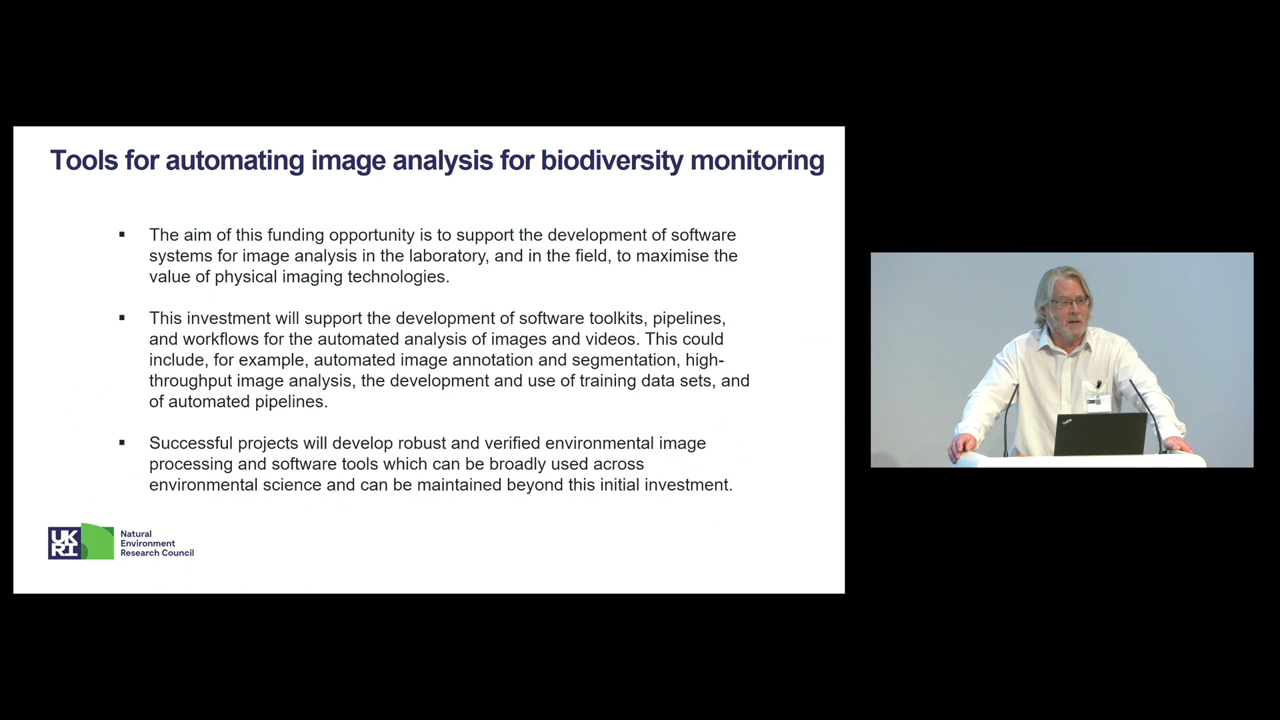 Tools for automating image analysis for biodiversity monitoring
▪ The aim of this funding opportunity is to support the development of software
systems for image analysis in the laboratory, and in the field, to maximise the
value of physical imaging technologies.
▪ This investment will support the development of software toolkits, pipelines,
and workflows for the automated analysis of images and videos. This could
include, for example, automated image annotation and segmentation, high-
throughput image analysis, the development and use of training data sets, and
of automated pipelines.
▪ Successful projects will develop robust and verified environmental image
processing and software tools which can be broadly used across
environmental science and can be maintained beyond this initial investment.
UK
RI
Natural
Environment
Research Council